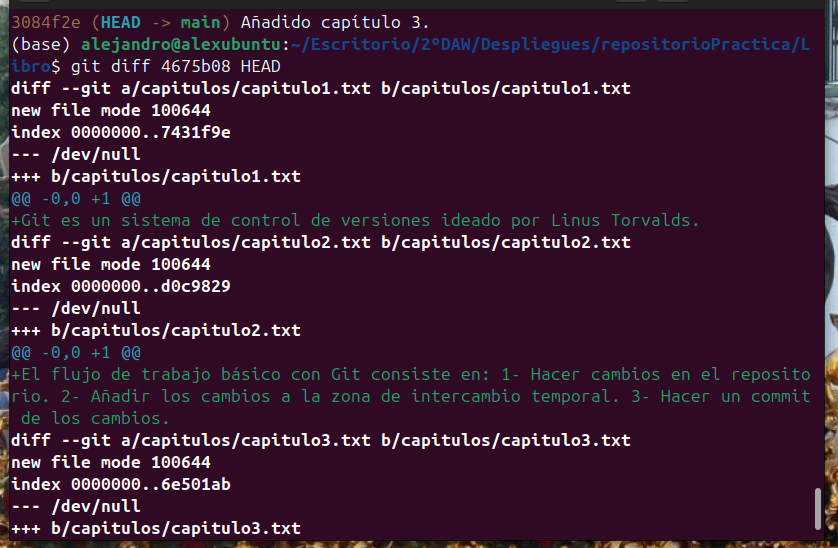 3084f2e (HEAD -> main) Añadido capítulo 3.
(base) alejandro@alexubuntu:~/Escritorio/2ºDAW/Despliegues/repositorioPractica/L
ibro$ git diff 4675b08 HEAD
diff --git a/capitulos/capitulo1.txt b/capitulos/capitulo1.txt
new file mode 100644
index 0000000..7431f9e
--- /dev/null
+++ b/capitulos/capitulo1.txt
@@ -0,0 +1 @@
+Git es un sistema de control de versiones ideado por Linus Torvalds.
diff --git a/capitulos/capitulo2.txt b/capitulos/capitulo2.txt
new file mode 100644
index 0000000..d0c9829
--- /dev/null
+++ b/capitulos/capitulo2.txt
@@ -0,0 +1 @@
+El flujo de trabajo básico con Git consiste en: 1- Hacer cambios en el reposito
rio. 2- Añadir los cambios a la zona de intercambio temporal. 3- Hacer un commit
 de los cambios.
diff --git a/capitulos/capitulo3.txt b/capitulos/capitulo3.txt
new file mode 100644
index 0000000..6e501ab
--- /dev/null
+++ b/capitulos/capitulo3.txt